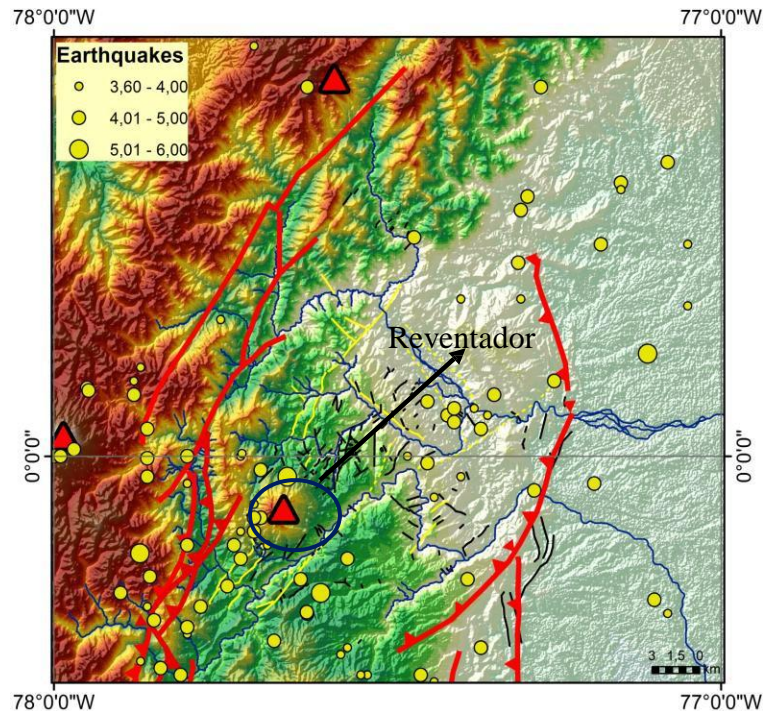 78°0'0"W
77°0'0"W
Earthquakes
3,60 - 4,00
4,01 - 5,00
5,01 - 6,00
Reventador
0°0'0"
0°0'0"
3 1,5 0
km
78°0'0"W
77°0'0"W